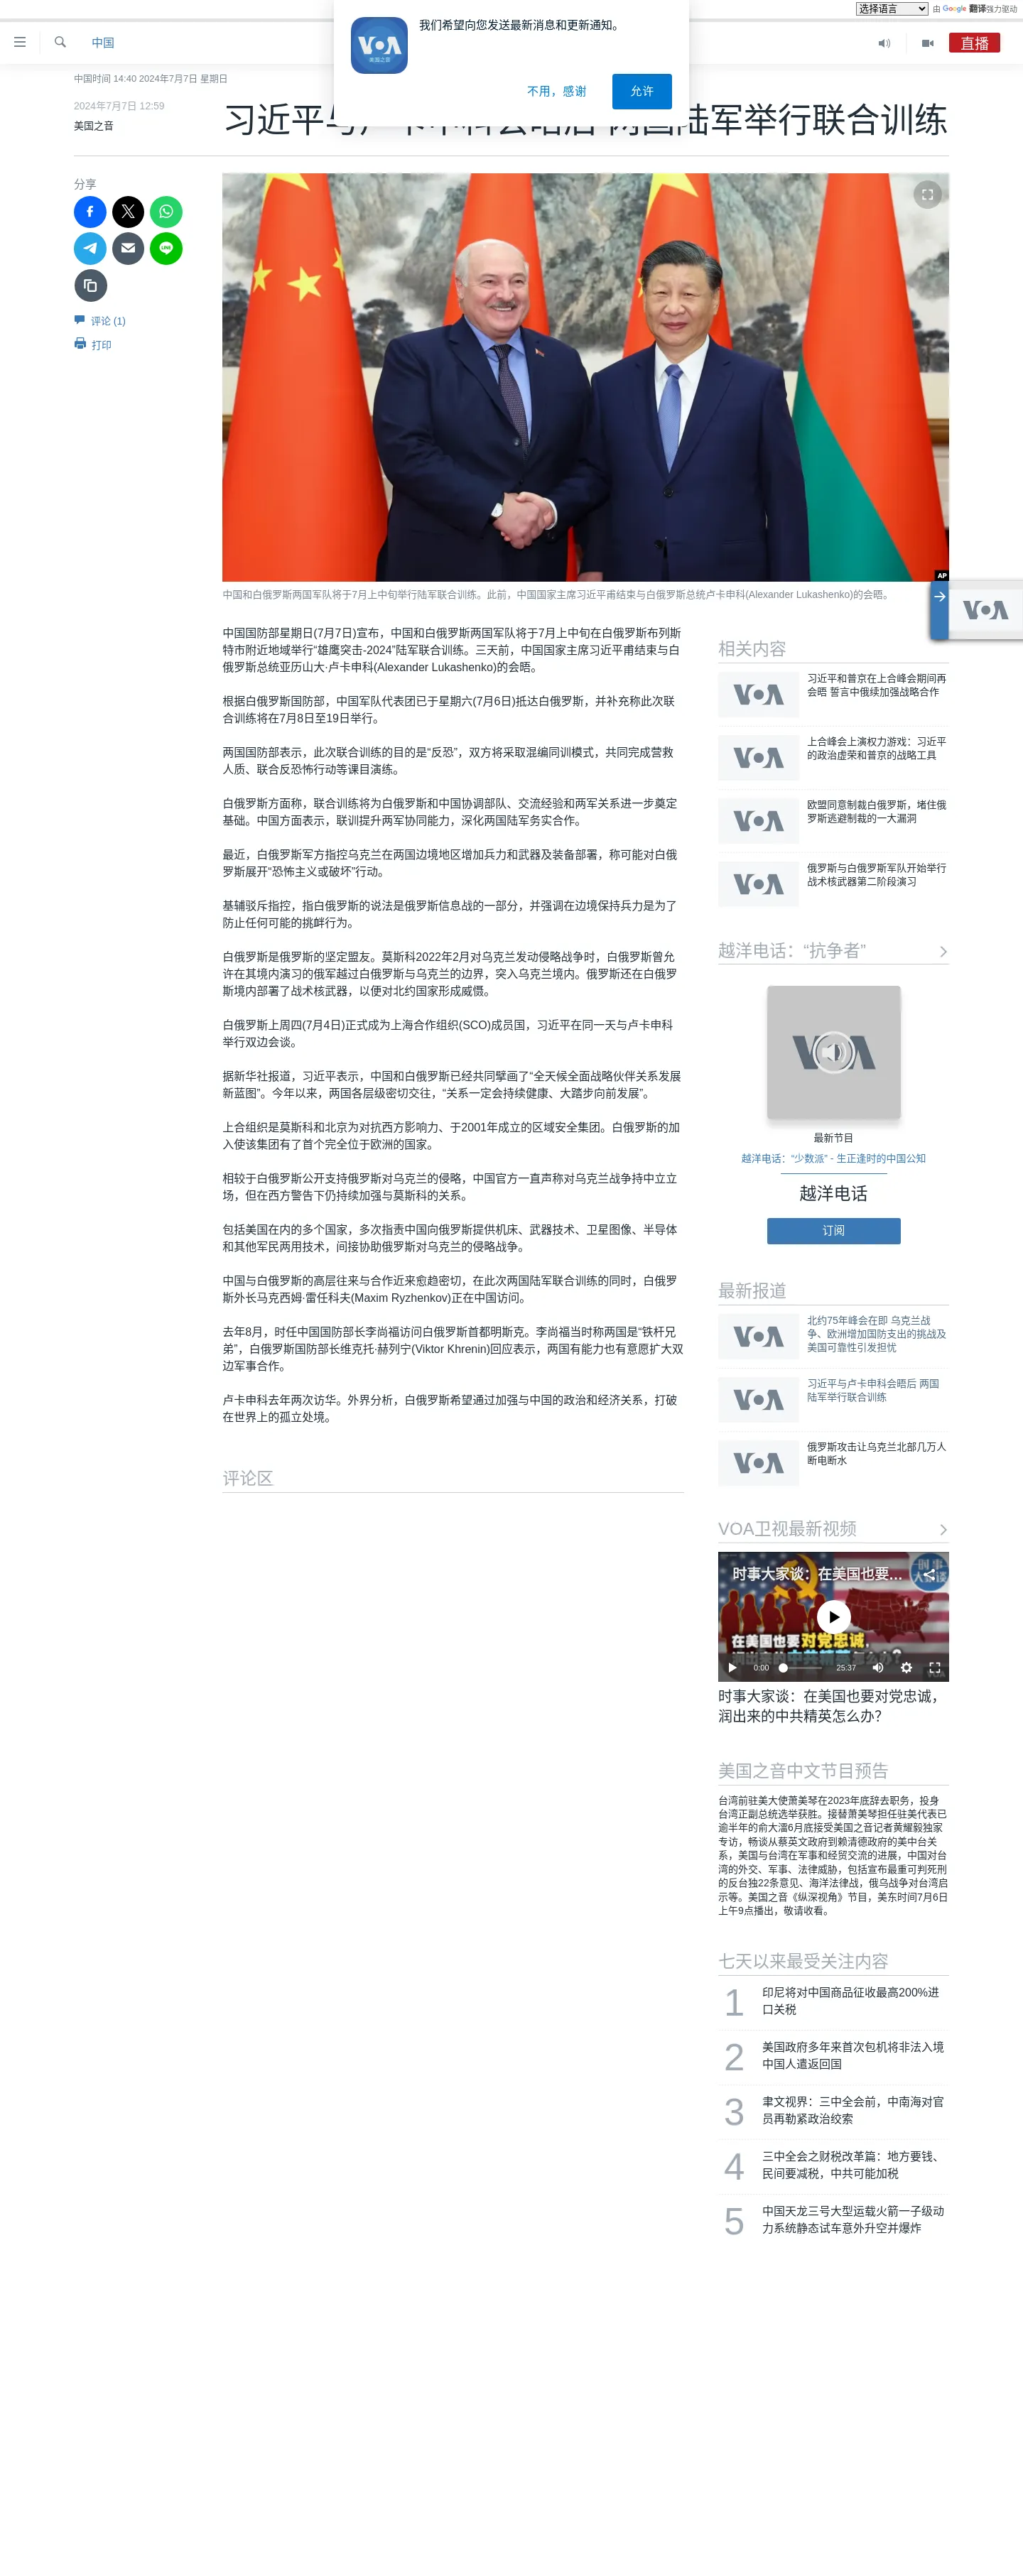 选择语言
由 Google 翻译强力驱动
我们希望向您发送最新消息和更新通知。
VOA
美国之音
不用，感谢
允许
中国
直播
中国时间 14:40 2024年7月7日 星期日
2024年7月7日 12:59
美国之音
习近平与卢卡申科会晤后 两国陆军举行联合训练
分享
评论 (1)
打印
AP
中国和白俄罗斯两国军队将于7月上中旬举行陆军联合训练。此前，中国国家主席习近平甫结束与白俄罗斯总统卢卡申科(Alexander Lukashenko)的会晤。
VOA
中国国防部星期日(7月7日)宣布，中国和白俄罗斯两国军队将于7月上中旬在白俄罗斯布列斯
特市附近地域举行“雄鹰突击-2024”陆军联合训练。三天前，中国国家主席习近平甫结束与白
俄罗斯总统亚历山大·卢卡申科(Alexander Lukashenko)的会晤。
根据白俄罗斯国防部，中国军队代表团已于星期六(7月6日)抵达白俄罗斯，并补充称此次联
合训练将在7月8日至19日举行。
两国国防部表示，此次联合训练的目的是“反恐”，双方将采取混编同训模式，共同完成营救
人质、联合反恐怖行动等课目演练。
白俄罗斯方面称，联合训练将为白俄罗斯和中国协调部队、交流经验和两军关系进一步奠定
基础。中国方面表示，联训提升两军协同能力，深化两国陆军务实合作。
最近，白俄罗斯军方指控乌克兰在两国边境地区增加兵力和武器及装备部署，称可能对白俄
罗斯展开“恐怖主义或破坏”行动。
基辅驳斥指控，指白俄罗斯的说法是俄罗斯信息战的一部分，并强调在边境保持兵力是为了
防止任何可能的挑衅行为。
白俄罗斯是俄罗斯的坚定盟友。莫斯科2022年2月对乌克兰发动侵略战争时，白俄罗斯曾允
许在其境内演习的俄军越过白俄罗斯与乌克兰的边界，突入乌克兰境内。俄罗斯还在白俄罗
斯境内部署了战术核武器，以便对北约国家形成威慑。
白俄罗斯上周四(7月4日)正式成为上海合作组织(SCO)成员国，习近平在同一天与卢卡申科
举行双边会谈。
据新华社报道，习近平表示，中国和白俄罗斯已经共同擘画了“全天候全面战略伙伴关系发展
新蓝图”。今年以来，两国各层级密切交往，“关系一定会持续健康、大踏步向前发展”。
上合组织是莫斯科和北京为对抗西方影响力、于2001年成立的区域安全集团。白俄罗斯的加
入使该集团有了首个完全位于欧洲的国家。
相较于白俄罗斯公开支持俄罗斯对乌克兰的侵略，中国官方一直声称对乌克兰战争持中立立
场，但在西方警告下仍持续加强与莫斯科的关系。
包括美国在内的多个国家，多次指责中国向俄罗斯提供机床、武器技术、卫星图像、半导体
和其他军民两用技术，间接协助俄罗斯对乌克兰的侵略战争。
中国与白俄罗斯的高层往来与合作近来愈趋密切，在此次两国陆军联合训练的同时，白俄罗
斯外长马克西姆·雷任科夫(Maxim Ryzhenkov)正在中国访问。
去年8月，时任中国国防部长李尚福访问白俄罗斯首都明斯克。李尚福当时称两国是“铁杆兄
弟”，白俄罗斯国防部长维克托·赫列宁(Viktor Khrenin)回应表示，两国有能力也有意愿扩大双
边军事合作。
卢卡申科去年两次访华。外界分析，白俄罗斯希望通过加强与中国的政治和经济关系，打破
在世界上的孤立处境。
评论区
相关内容
VOA
习近平和普京在上合峰会期间再
会晤 誓言中俄续加强战略合作
VOA
上合峰会上演权力游戏：习近平
的政治虚荣和普京的战略工具
VOA
欧盟同意制裁白俄罗斯，堵住俄
罗斯逃避制裁的一大漏洞
VOA
俄罗斯与白俄罗斯军队开始举行
战术核武器第二阶段演习
越洋电话：“抗争者”
VOA
最新节目
越洋电话：“少数派” - 生正逢时的中国公知
越洋电话
订阅
最新报道
VOA
北约75年峰会在即 乌克兰战
争、欧洲增加国防支出的挑战及
美国可靠性引发担忧
VOA
习近平与卢卡申科会晤后 两国
陆军举行联合训练
VOA
俄罗斯攻击让乌克兰北部几万人
断电断水
VOA卫视最新视频
时事大家谈：在美国也要...
时事
大家谈
在美国也要对党忠诚，
润出来的中共精英怎么办？
0:00
25:37
时事大家谈：在美国也要对党忠诚，
润出来的中共精英怎么办？
美国之音中文节目预告
台湾前驻美大使萧美琴在2023年底辞去职务，投身
台湾正副总统选举获胜。接替萧美琴担任驻美代表已
逾半年的俞大㵢6月底接受美国之音记者黄耀毅独家
专访，畅谈从蔡英文政府到赖清德政府的美中台关
系，美国与台湾在军事和经贸交流的进展，中国对台
湾的外交、军事、法律威胁，包括宣布最重可判死刑
的反台独22条意见、海洋法律战，俄乌战争对台湾启
示等。美国之音《纵深视角》节目，美东时间7月6日
上午9点播出，敬请收看。
七天以来最受关注内容
1
印尼将对中国商品征收最高200%进
口关税
2
美国政府多年来首次包机将非法入境
中国人遣返回国
3
聿文视界：三中全会前，中南海对官
员再勒紧政治绞索
4
三中全会之财税改革篇：地方要钱、
民间要减税，中共可能加税
5
中国天龙三号大型运载火箭一子级动
力系统静态试车意外升空并爆炸